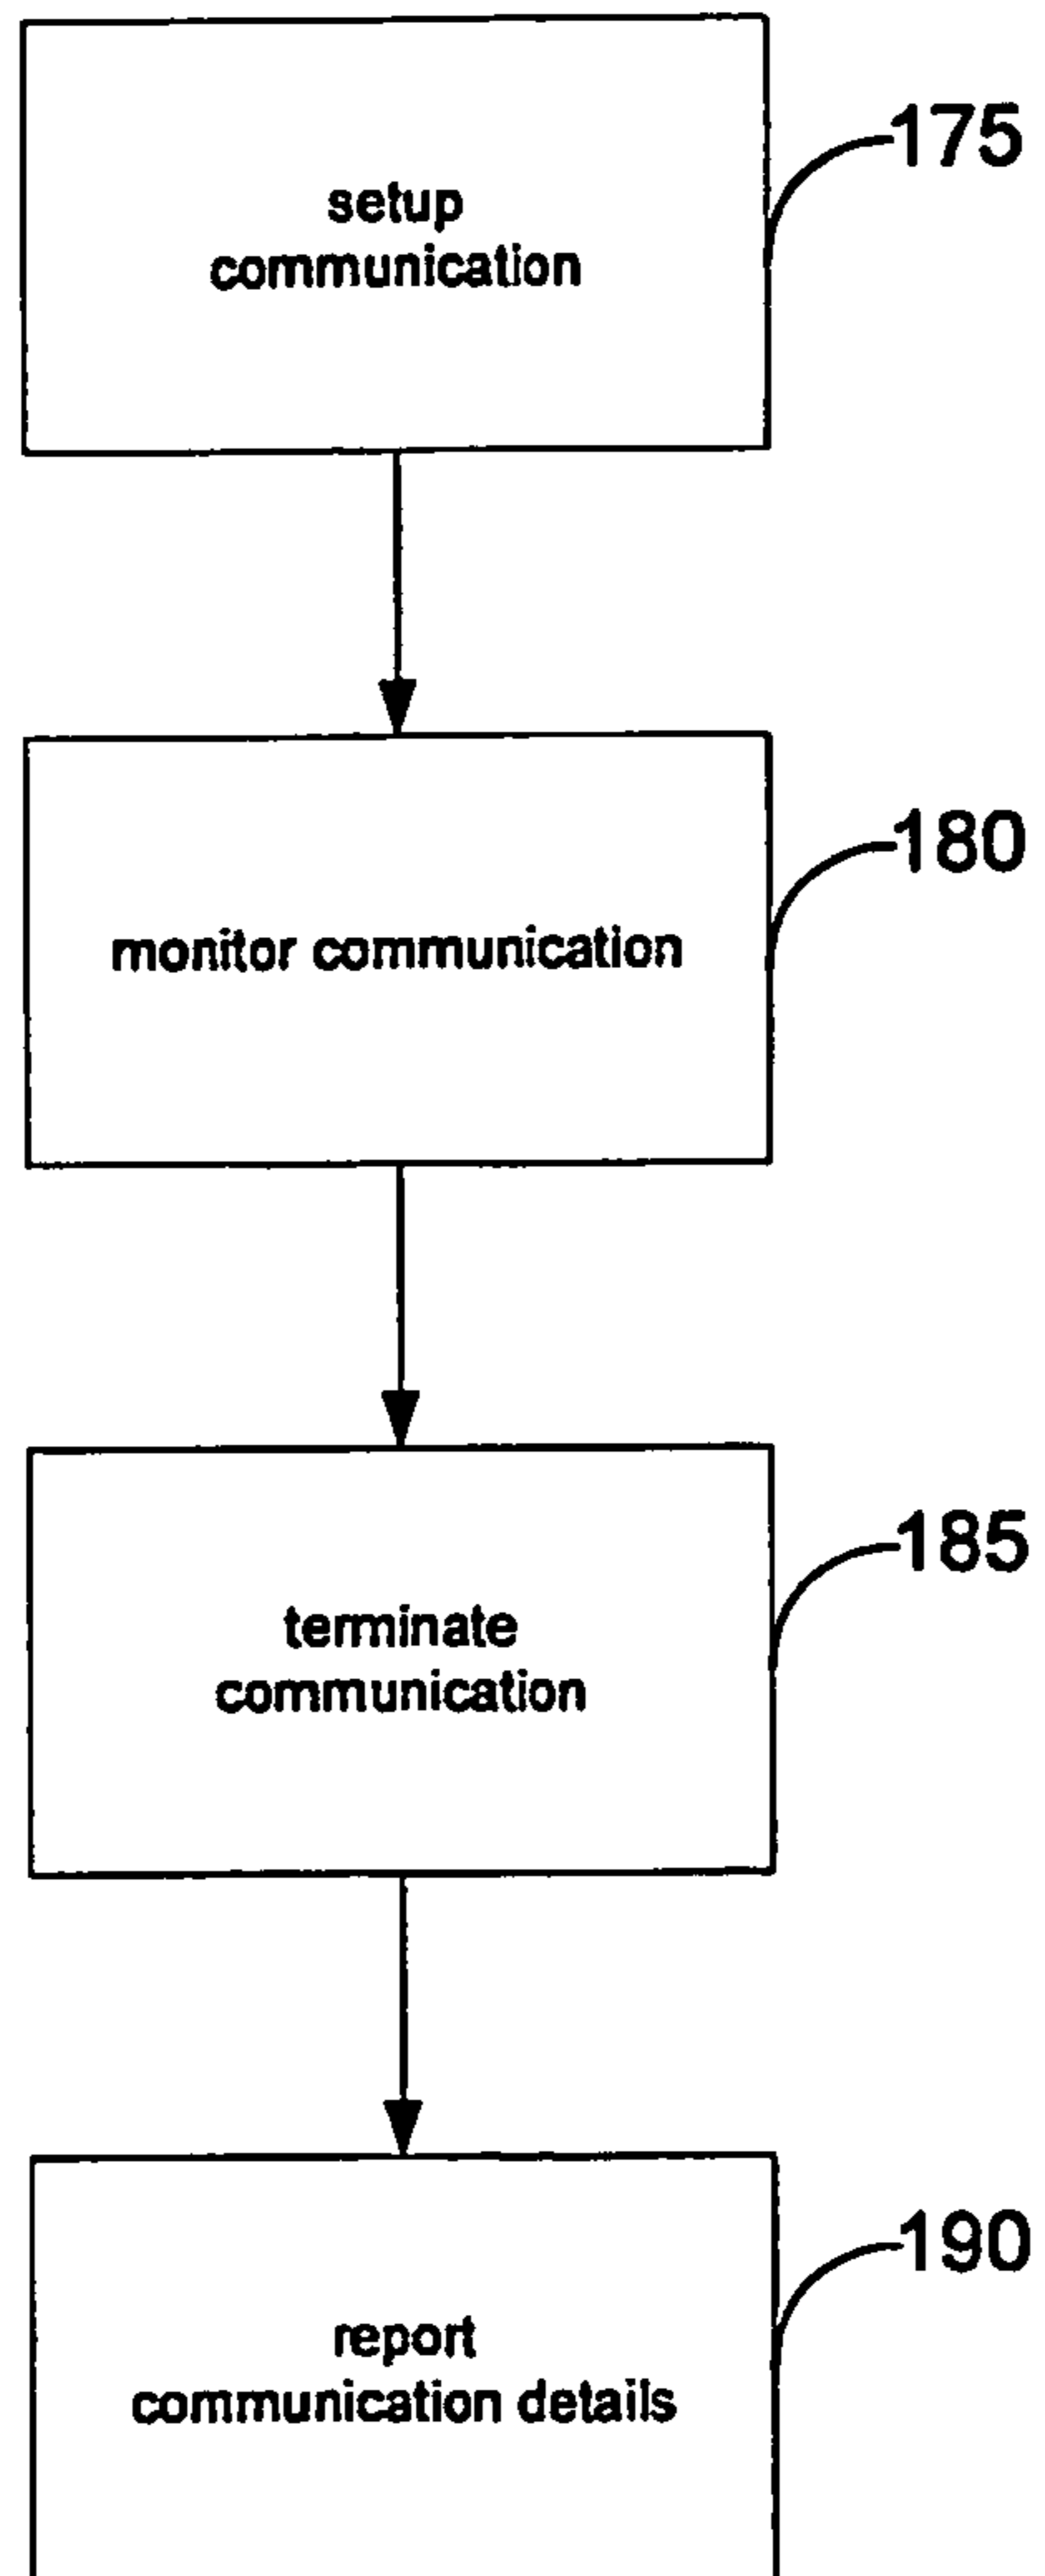 175
setup
communication
180
monitor communication
185
terminate
communication
190
report
communication details